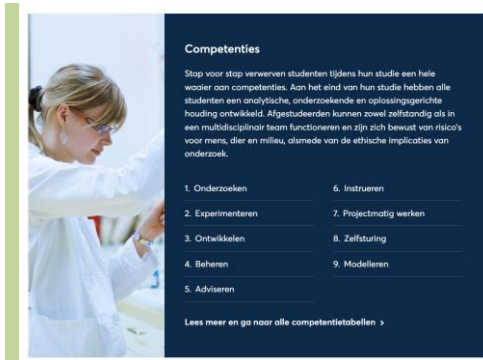 Competenties
Stap voor stap verwerven studenten tijdens hun studie een hele
waaier aan competenties. Aan het eind van hun studie hebben alle
studenten een analytische, onderzoekende en oplossingsgerichte
houding ontwikkeld. Afgestudeerden kunnen zowel zelfstandig als in
een multidisciplinair team functioneren en zijn zich bewust van risico's
voor mens, dier en milieu, alsmede van de ethische implicaties van
onderzoek.
1. Onderzoeken
2. Experimenteren
3. Ontwikkelen
4. Beheren
5. Adviseren
6. Instrueren
7. Projectmatig werken
8. Zelfsturing
9. Modelleren
Lees meer en ga naar alle competentietabellen >